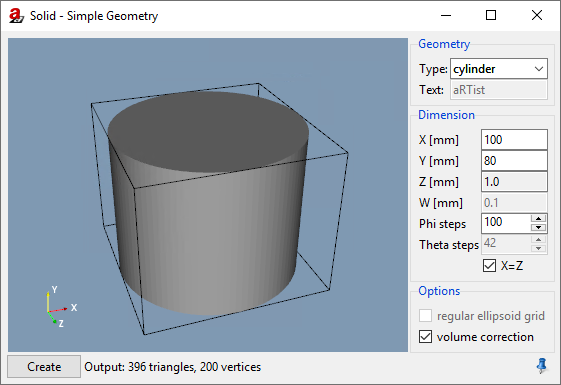 Solid - Simple Geometry
Geometry
Type: cylinder
Text: aRTist
Dimension
X [mm] 100
Y [mm] 80
Z [mm] 1.0
W [mm] 0.1
Phi steps 100
Theta steps 42
X=Z
Options
regular ellipsoid grid
volume correction
Y
X
Z
Create Output: 396 triangles, 200 vertices